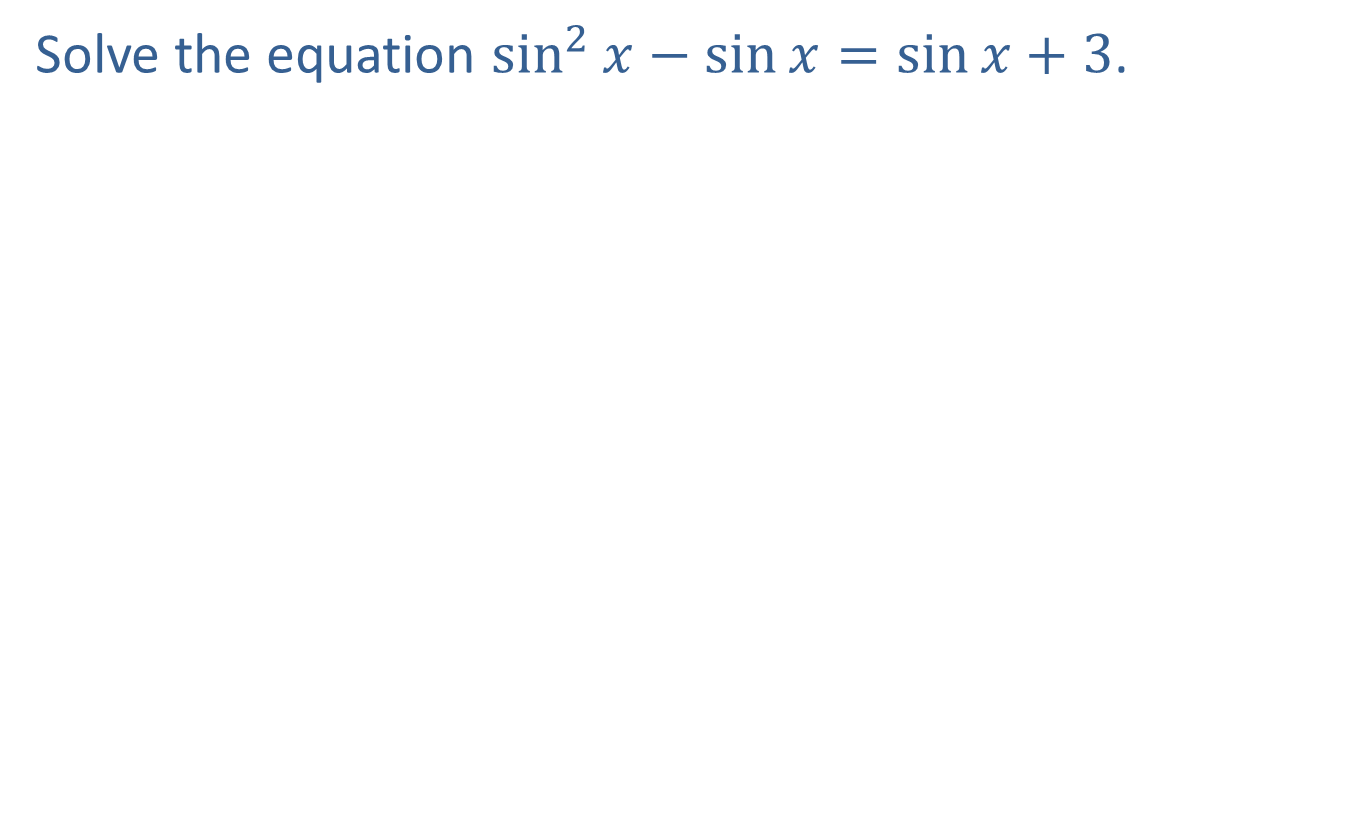 Solve the equation sin² x − sin x = sin x + 3.